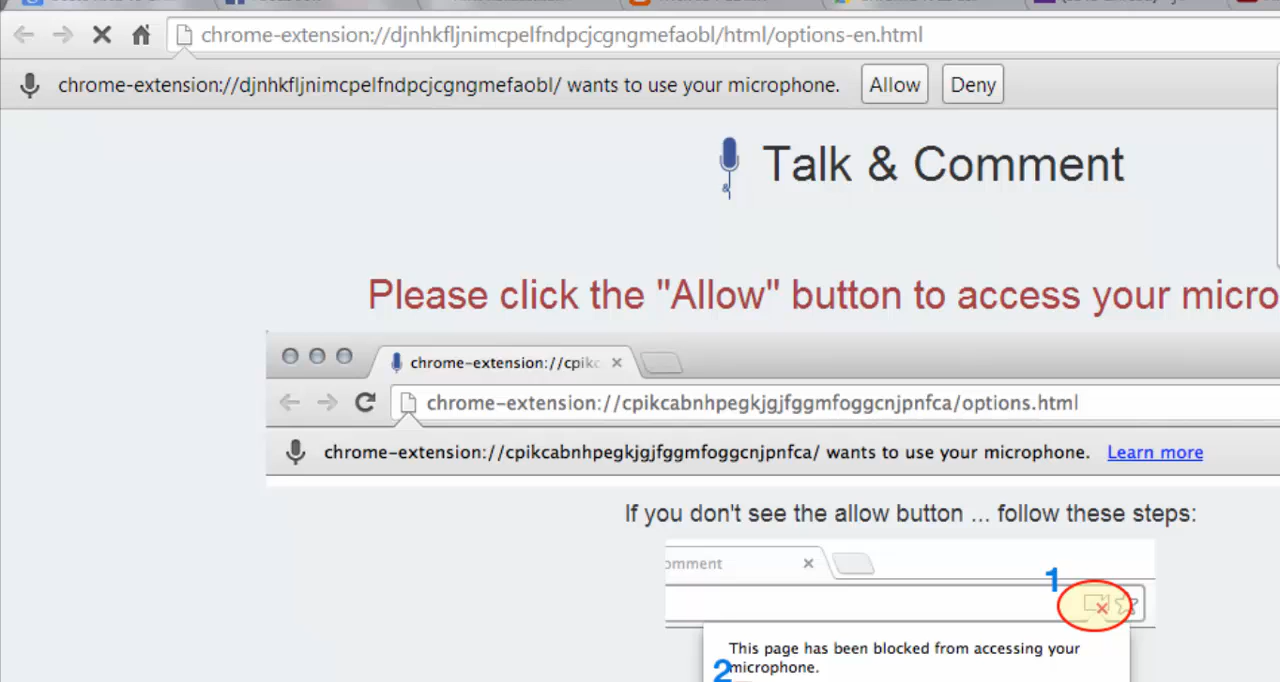 chrome-extension://djnhkfljnimcpelfndpcjcgngmefaobl/html/options-en.html
chrome-extension://djnhkfljnimcpelfndpcjcgngmefaobl/ wants to use your microphone. Allow Deny
Talk & Comment
Please click the "Allow" button to access your micro
chrome-extension://cpikc
chrome-extension://cpikcabnhpegkjgjfggmfoggcnjpnfca/options.html
chrome-extension://cpikcabnhpegkjgjfggmfoggcnjpnfca/ wants to use your microphone. Learn more
If you don't see the allow button ... follow these steps:
omment
1
This page has been blocked from accessing your
2
microphone.